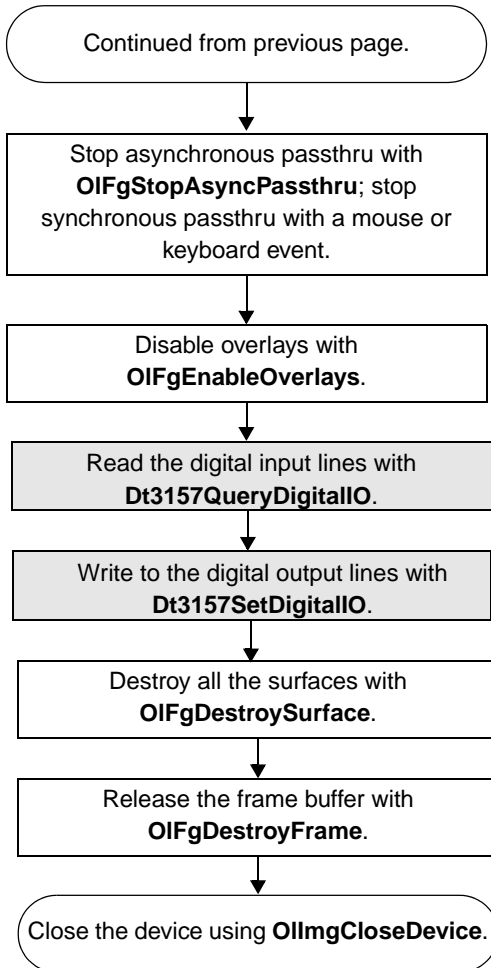 Continued from previous page.
Stop asynchronous passthru with
OlFgStopAsyncPassthru; stop
synchronous passthru with a mouse or
keyboard event.
Disable overlays with
OlFgEnableOverlays.
Read the digital input lines with
Dt3157QueryDigitalIO.
Write to the digital output lines with
Dt3157SetDigitalIO.
Destroy all the surfaces with
OlFgDestroySurface.
Release the frame buffer with
OlFgDestroyFrame.
Close the device using OlImgCloseDevice.